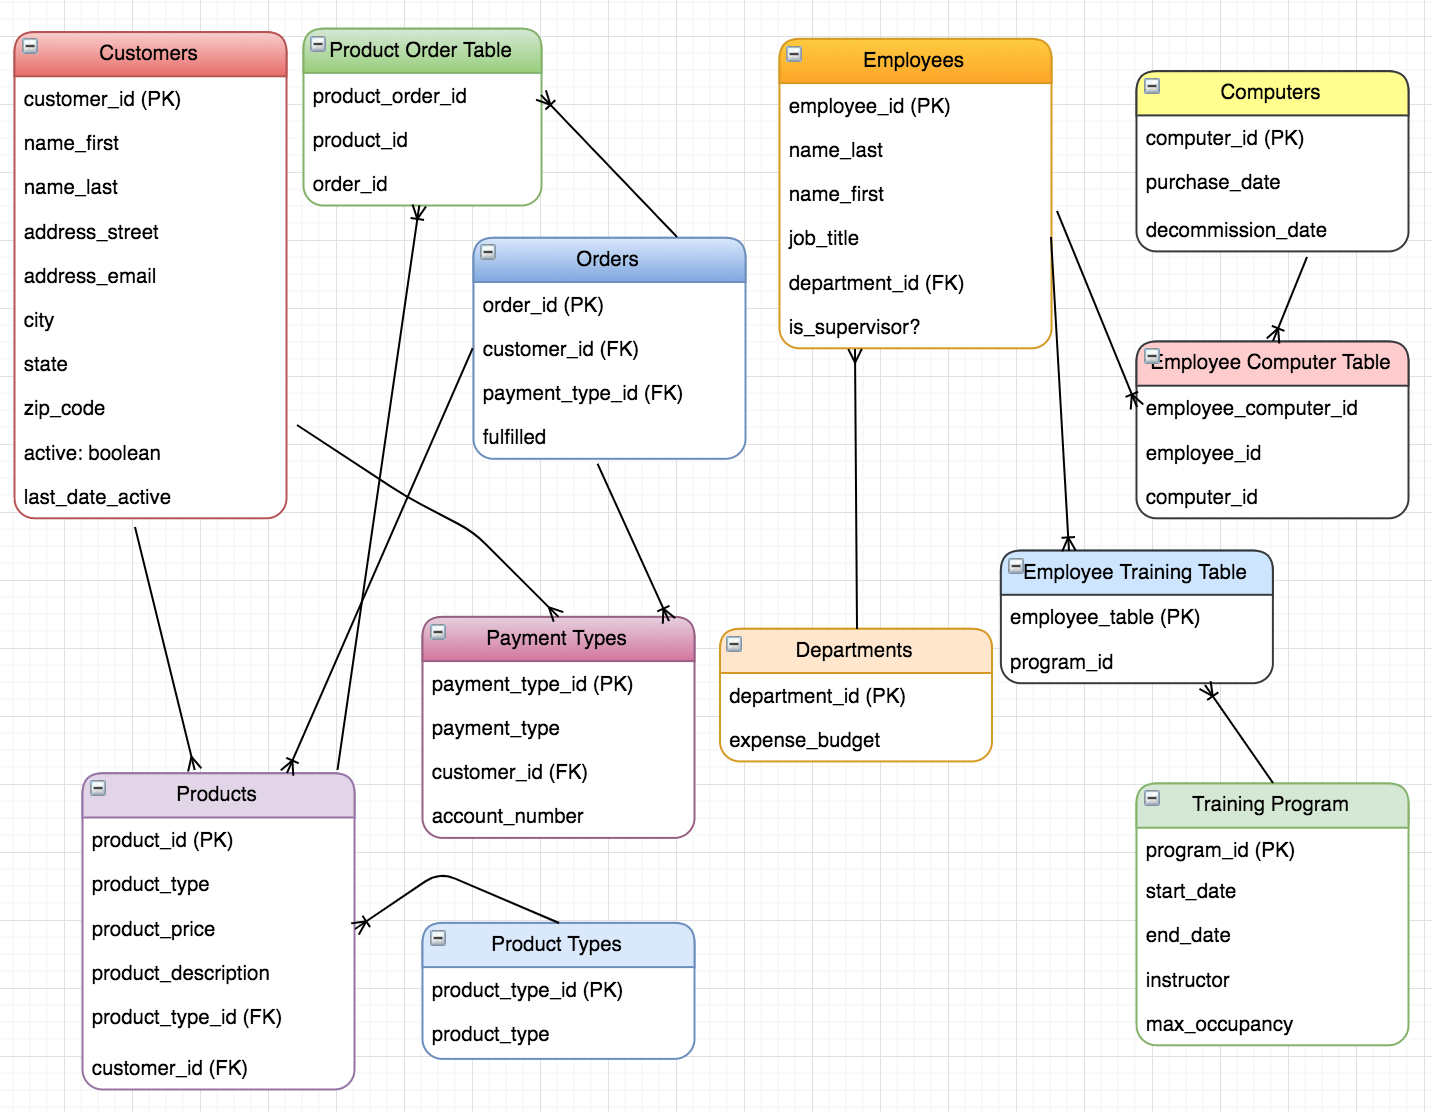 Customers
customer_id (PK)
name_first
name_last
address_street
address_email
city
state
zip_code
active: boolean
last_date_active
Product Order Table
product_order_id
product_id
order_id
Orders
order_id (PK)
customer_id (FK)
payment_type_id (FK)
fulfilled
Employees
employee_id (PK)
name_last
name_first
job_title
department_id (FK)
is_supervisor?
Computers
computer_id (PK)
purchase_date
decommission_date
Employee Computer Table
employee_computer_id
employee_id
computer_id
Employee Training Table
employee_table (PK)
program_id
Payment Types
payment_type_id (PK)
payment_type
customer_id (FK)
account_number
Departments
department_id (PK)
expense_budget
Products
product_id (PK)
product_type
product_price
product_description
product_type_id (FK)
customer_id (FK)
Product Types
product_type_id (PK)
product_type
Training Program
program_id (PK)
start_date
end_date
instructor
max_occupancy